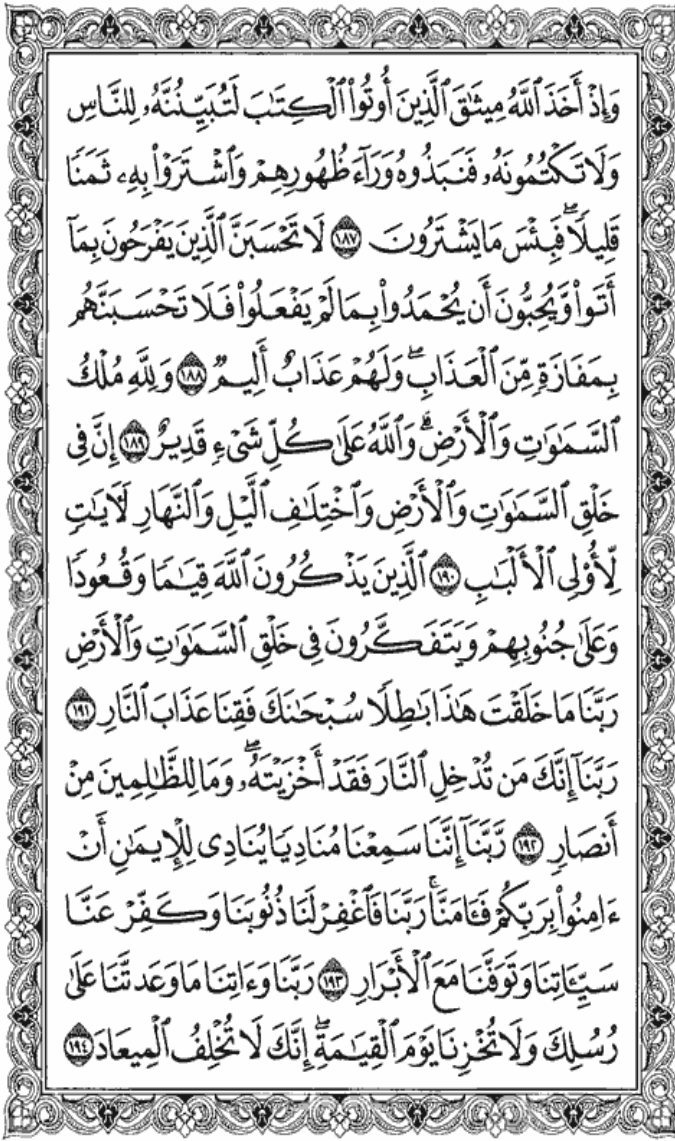 وَإِذْ أَخَذَ ٱللَّهُ مِيثَٰقَ ٱلَّذِينَ أُوتُوا۟ ٱلْكِتَٰبَ لَتُبَيِّنُنَّهُۥ لِلنَّاسِ
وَلَا تَكْتُمُونَهُۥ فَنَبَذُوهُ وَرَآءَ ظُهُورِهِمْ وَٱشْتَرَوْا۟ بِهِۦ ثَمَنًا
قَلِيلًا ۖ فَبِئْسَ مَا يَشْتَرُونَ ١٨٧ لَا تَحْسَبَنَّ ٱلَّذِينَ يَفْرَحُونَ بِمَآ
أَتَوا۟ وَّيُحِبُّونَ أَن يُحْمَدُوا۟ بِمَا لَمْ يَفْعَلُوا۟ فَلَا تَحْسَبَنَّهُم
بِمَفَازَةٍ مِّنَ ٱلْعَذَابِ ۖ وَلَهُمْ عَذَابٌ أَلِيمٌ ١٨٨ وَلِلَّهِ مُلْكُ
ٱلسَّمَٰوَٰتِ وَٱلْأَرْضِ ۗ وَٱللَّهُ عَلَىٰ كُلِّ شَىْءٍ قَدِيرٌ ١٨٩ إِنَّ فِى
خَلْقِ ٱلسَّمَٰوَٰتِ وَٱلْأَرْضِ وَٱخْتِلَٰفِ ٱلَّيْلِ وَٱلنَّهَارِ لَءَايَٰتٍ
لِّأُو۟لِى ٱلْأَلْبَٰبِ ١٩٠ ٱلَّذِينَ يَذْكُرُونَ ٱللَّهَ قِيَٰمًا وَقُعُودًا
وَعَلَىٰ جُنُوبِهِمْ وَيَتَفَكَّرُونَ فِى خَلْقِ ٱلسَّمَٰوَٰتِ وَٱلْأَرْضِ
رَبَّنَا مَا خَلَقْتَ هَٰذَا بَٰطِلًا سُبْحَٰنَكَ فَقِنَا عَذَابَ ٱلنَّارِ ١٩١
رَبَّنَآ إِنَّكَ مَن تُدْخِلِ ٱلنَّارَ فَقَدْ أَخْزَيْتَهُۥ ۖ وَمَا لِلظَّٰلِمِينَ مِنْ
أَنصَارٍ ١٩٢ رَّبَّنَآ إِنَّنَا سَمِعْنَا مُنَادِيًا يُنَادِى لِلْإِيمَٰنِ أَنْ
ءَامِنُوا۟ بِرَبِّكُمْ فَـَٔامَنَّا ۚ رَبَّنَا فَٱغْفِرْ لَنَا ذُنُوبَنَا وَكَفِّرْ عَنَّا
سَيِّـَٔاتِنَا وَتَوَفَّنَا مَعَ ٱلْأَبْرَارِ ١٩٣ رَبَّنَا وَءَاتِنَا مَا وَعَدتَّنَا عَلَىٰ
رُسُلِكَ وَلَا تُخْزِنَا يَوْمَ ٱلْقِيَٰمَةِ ۖ إِنَّكَ لَا تُخْلِفُ ٱلْمِيعَادَ ١٩٤